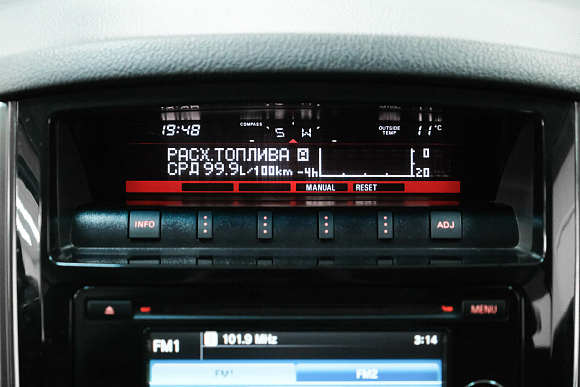 COMPASS
19:48
S W
OUTSIDE
TEMP
11°C
РАСХ.ТОПЛИВА A
0
СРД 99.9L/100km
-4h
20
MANUAL
RESET
INFO
ADJ
MENU
FM1
101.9 MHz
3:14
FM1
FM2